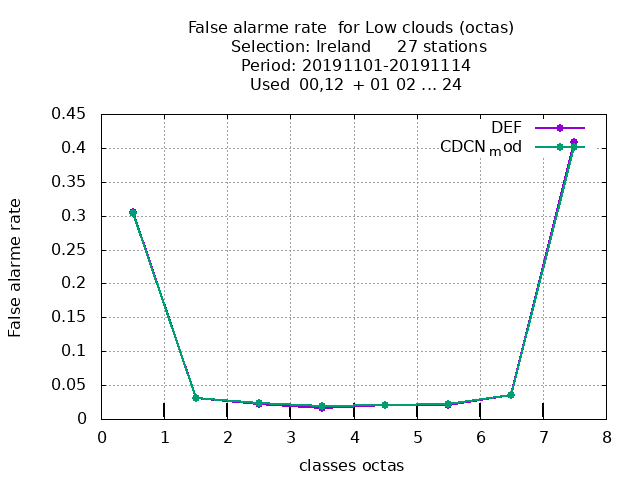 False alarme rate  for Low clouds (octas)
Selection: Ireland     27 stations
Period: 20191101-20191114
Used  00,12  + 01 02 ... 24
DEF
CDCN_mod
False alarme rate
0.45
0.4
0.35
0.3
0.25
0.2
0.15
0.1
0.05
0
0 1 2 3 4 5 6 7 8
classes octas